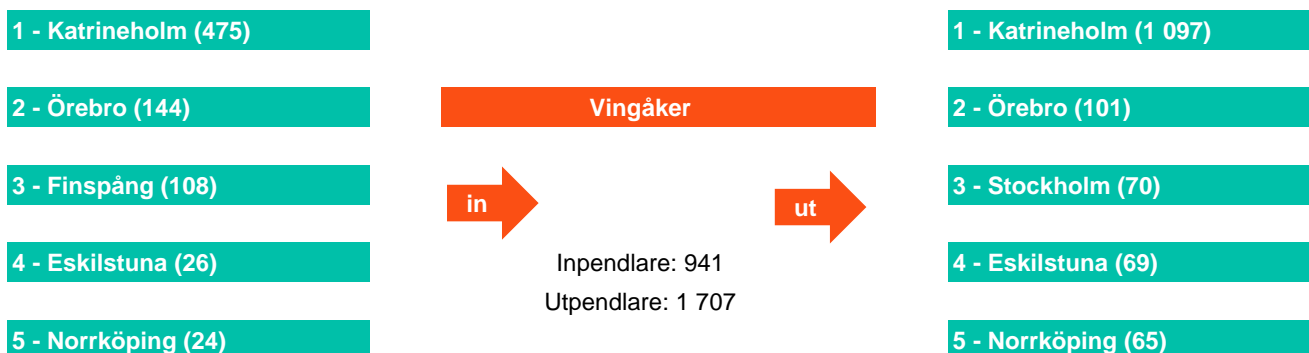 1 - Katrineholm (475)
2 - Örebro (144)
3 - Finspång (108)
4 - Eskilstuna (26)
5 - Norrköping (24)
Vingåker
in
ut
Inpendlare: 941
Utpendlare: 1 707
1 - Katrineholm (1 097)
2 - Örebro (101)
3 - Stockholm (70)
4 - Eskilstuna (69)
5 - Norrköping (65)